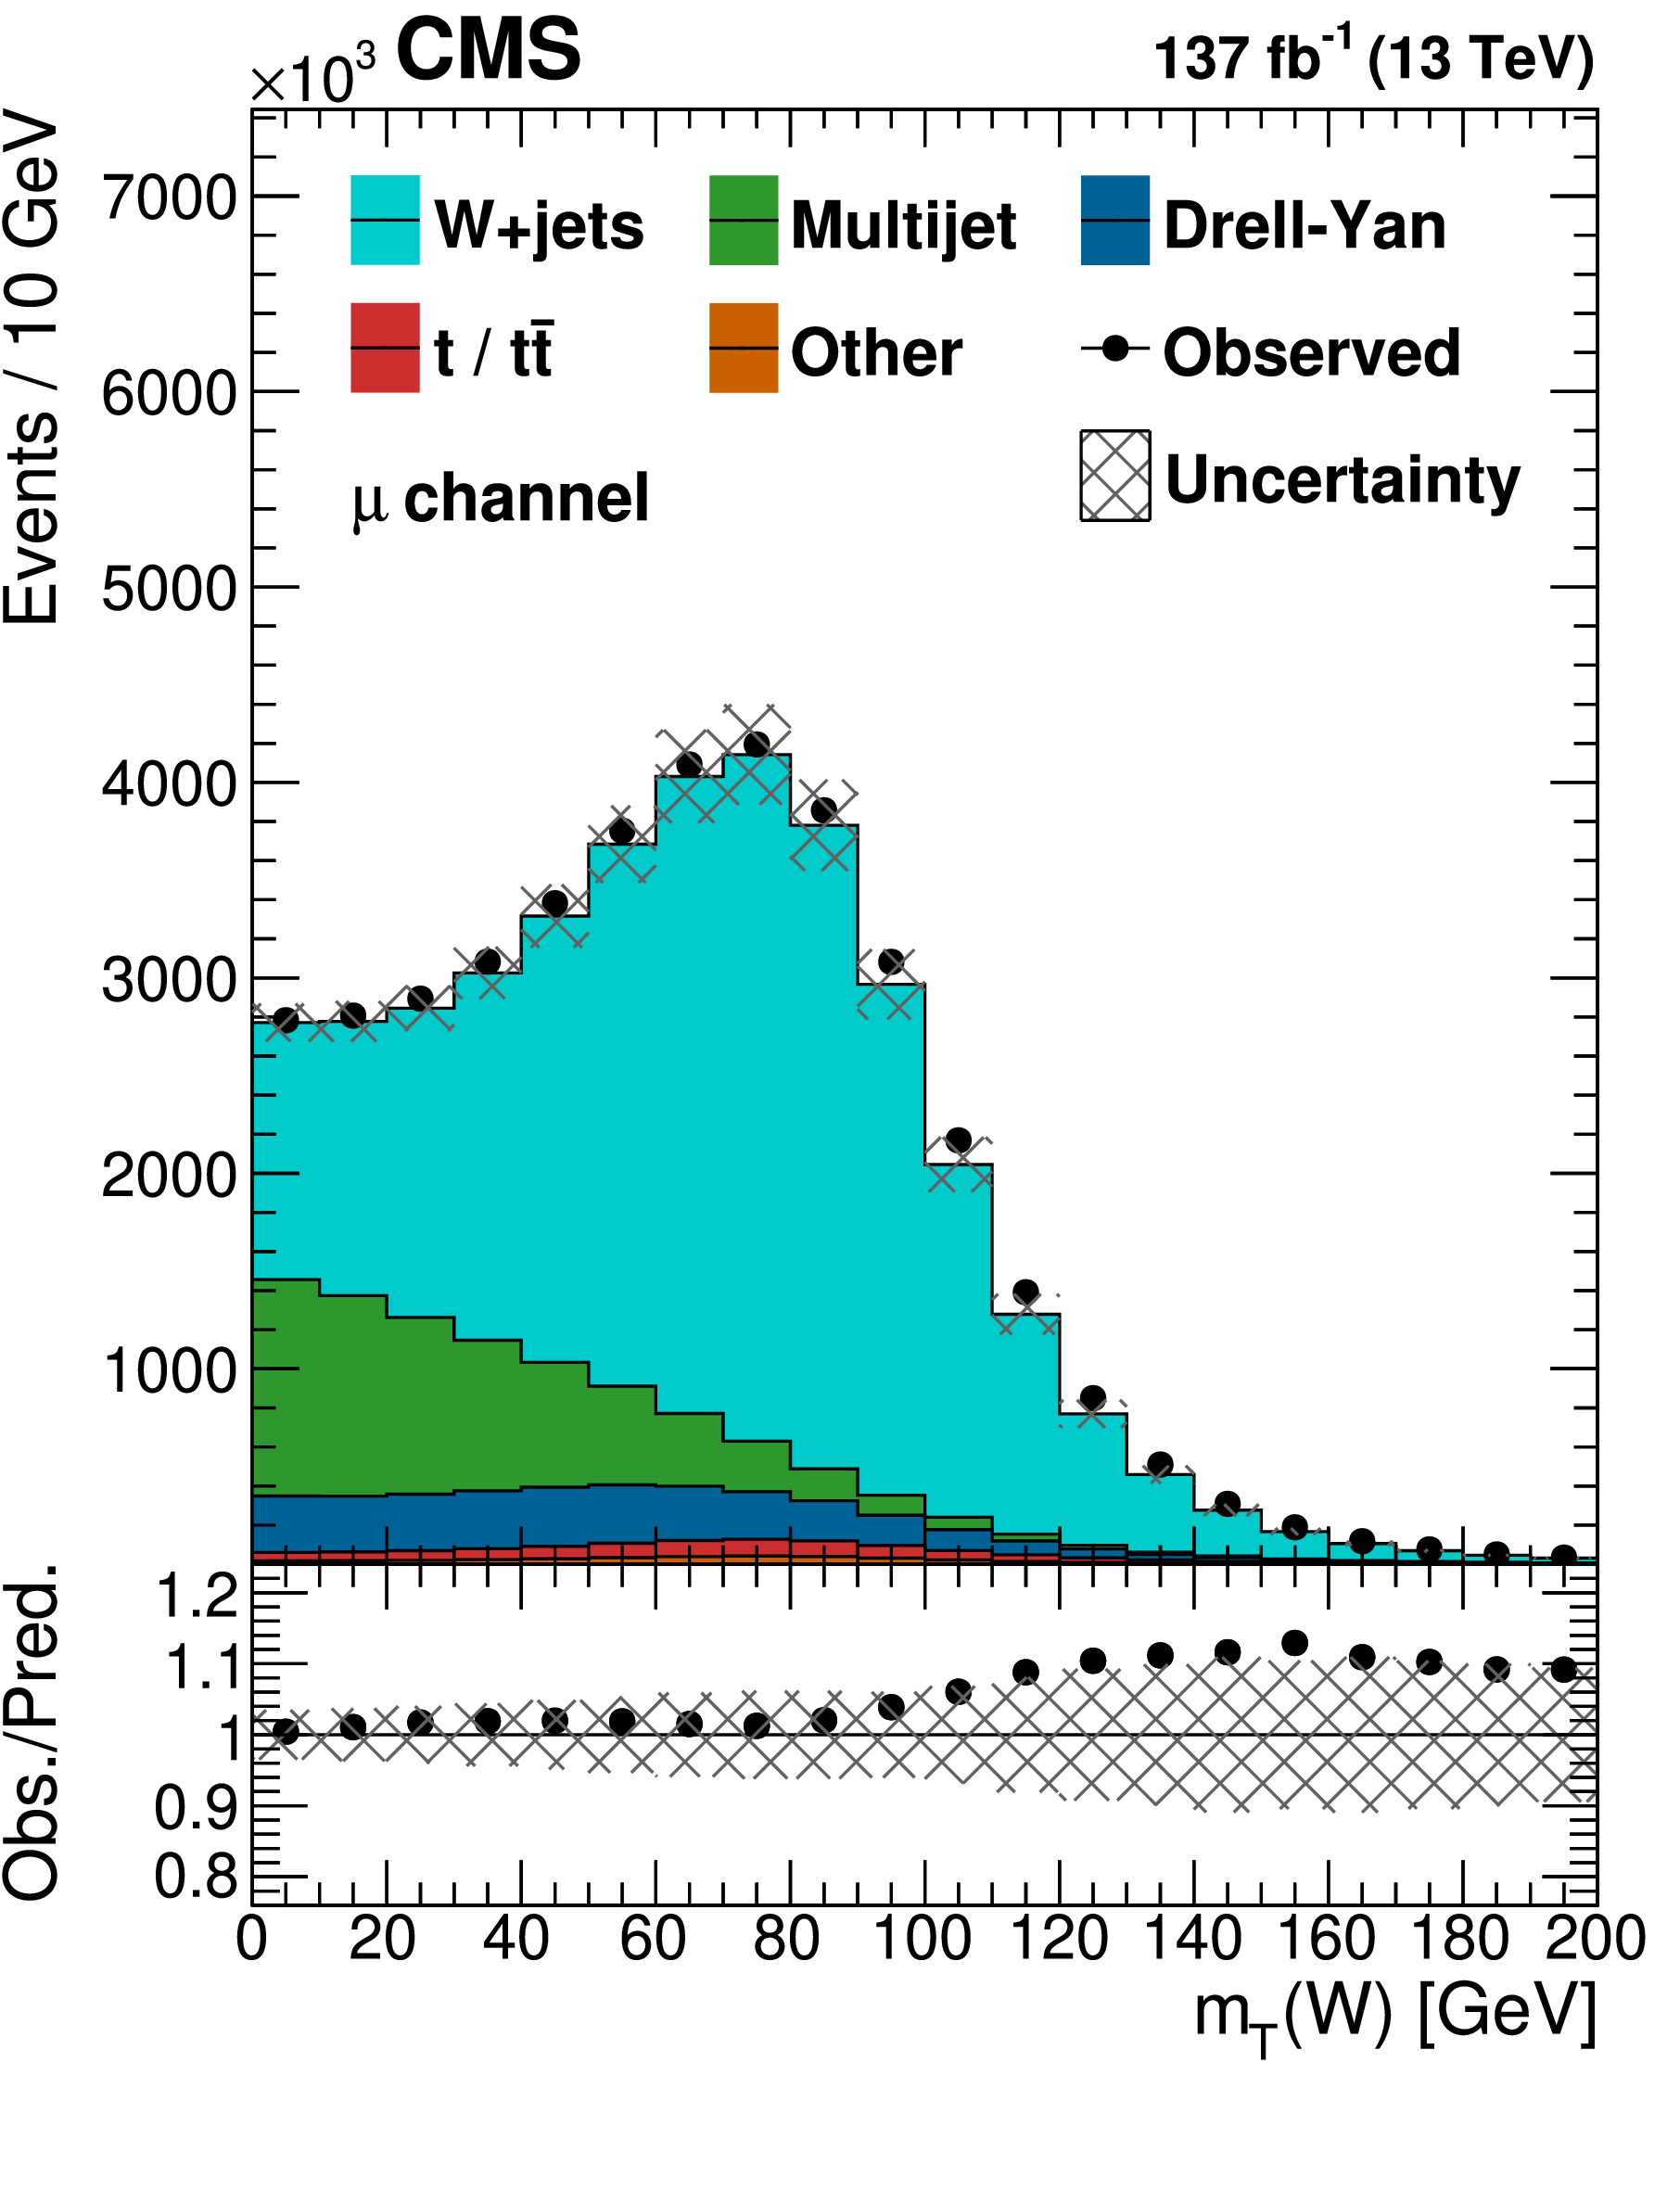 ×10³ CMS 137 fb⁻¹ (13 TeV)
Events / 10 GeV
7000
6000
5000
4000
3000
2000
1000
W+jets Multijet Drell-Yan
t / tt̄ Other Observed
μ channel Uncertainty
Obs./Pred.
1.2
1.1
1
0.9
0.8
0 20 40 60 80 100 120 140 160 180 200
m_T(W) [GeV]